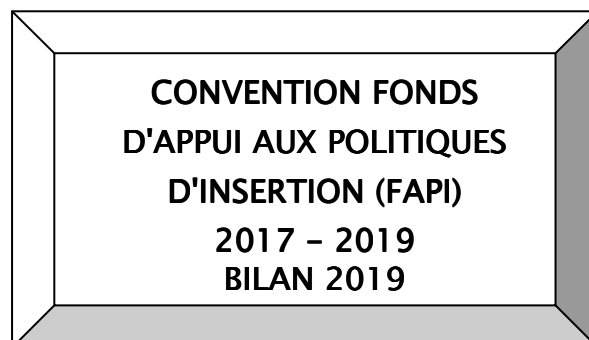 CONVENTION FONDS
D'APPUI AUX POLITIQUES
D'INSERTION (FAPI)
2017 – 2019
BILAN 2019